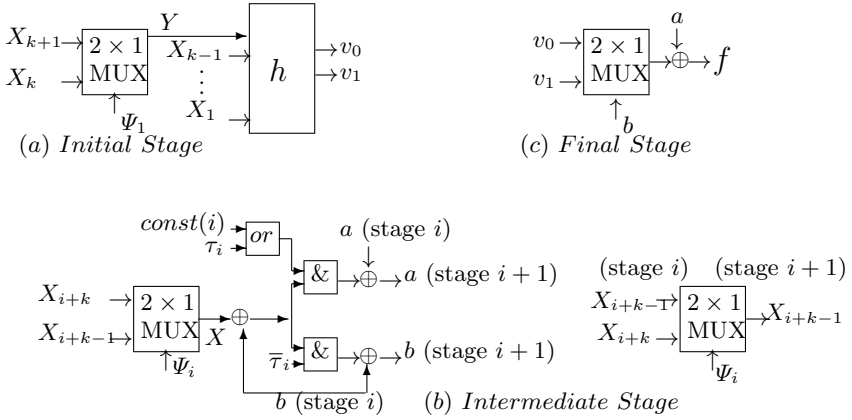 X_{k+1}
X_k
2 × 1
MUX
Ψ_1
Y
X_{k−1}
⋮
X_1
h
v_0
v_1
(a) Initial Stage
v_0
v_1
2 × 1
MUX
b
a
⊕
f
(c) Final Stage
const(i)
τ_i
or
a (stage i)
&
⊕
a (stage i + 1)
X_{i+k}
X_{i+k−1}
2 × 1
MUX
Ψ_i
X
⊕
τ̅_i
&
⊕
b (stage i + 1)
b (stage i)
(b) Intermediate Stage
(stage i)
(stage i + 1)
X_{i+k−1}
X_{i+k}
2 × 1
MUX
Ψ_i
X_{i+k−1}